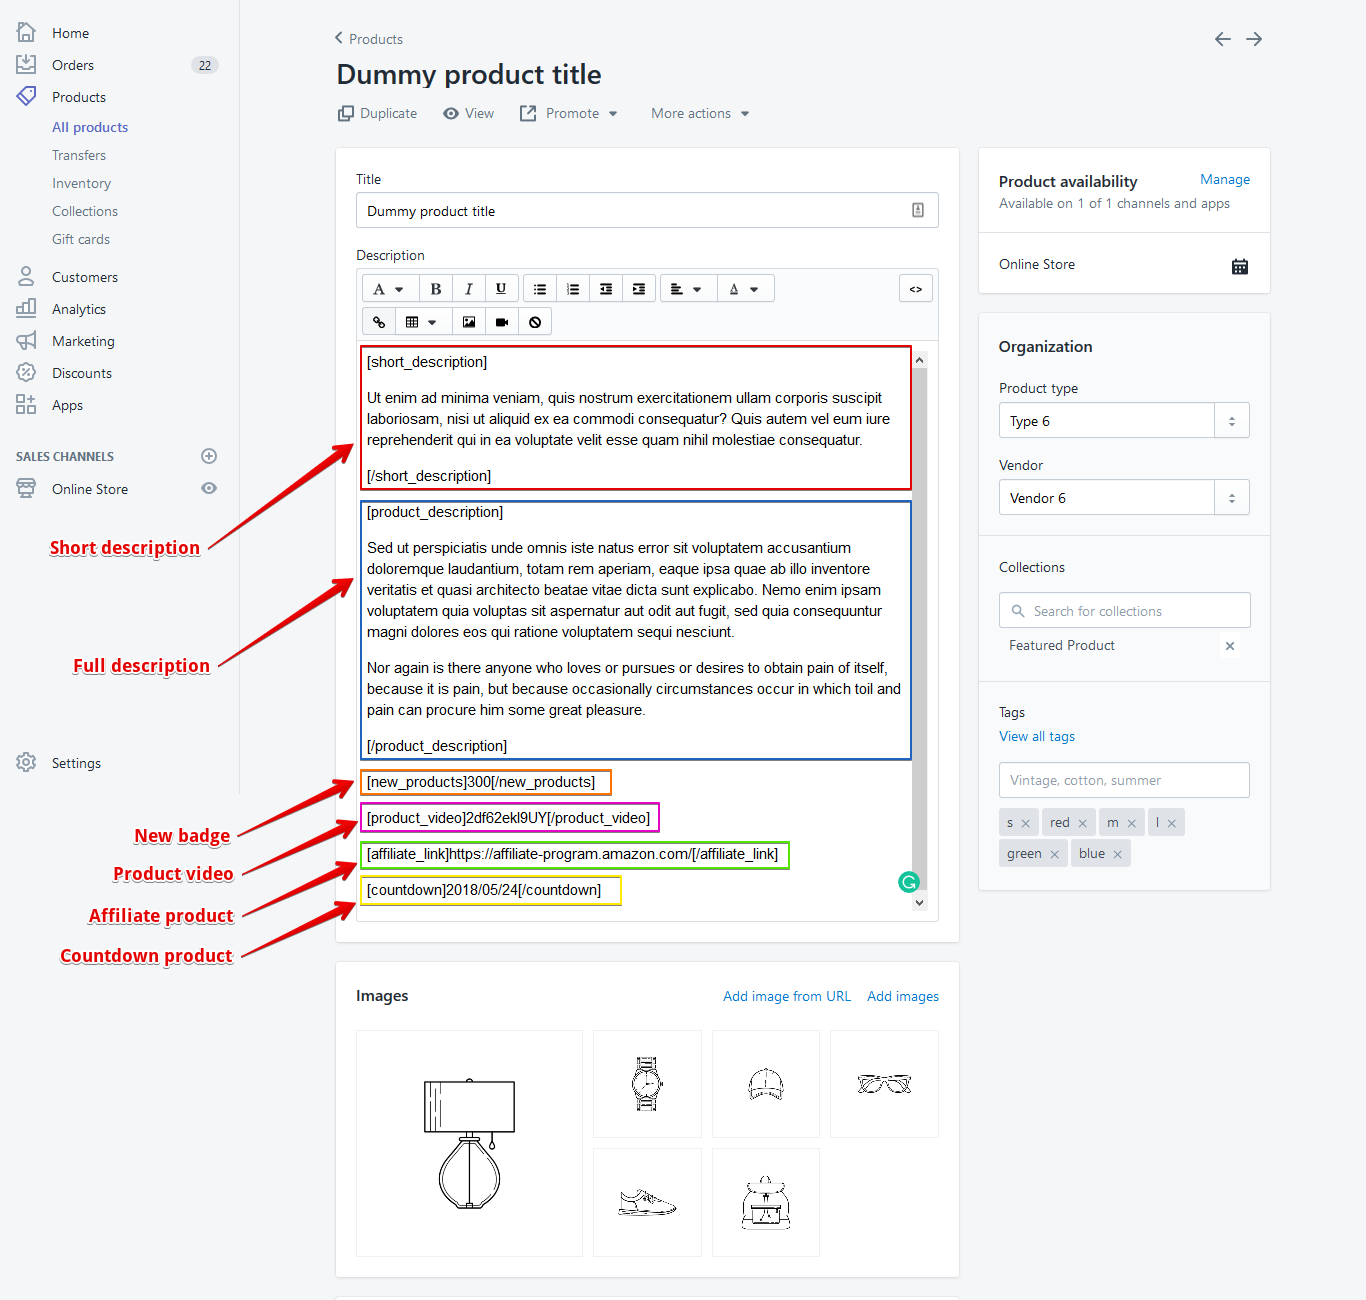 Home
Orders
22
Products
All products
Transfers
Inventory
Collections
Gift cards
Customers
Analytics
Marketing
Discounts
Apps
SALES CHANNELS
Online Store
Settings
Short description
Full description
New badge
Product video
Affiliate product
Countdown product
Products
Dummy product title
Duplicate
View
Promote
More actions
Title
Dummy product title
Description
A
B
I
U
A
<>
[short_description]
Ut enim ad minima veniam, quis nostrum exercitationem ullam corporis suscipit
laboriosam, nisi ut aliquid ex ea commodi consequatur? Quis autem vel eum iure
reprehenderit qui in ea voluptate velit esse quam nihil molestiae consequatur.
[/short_description]
[product_description]
Sed ut perspiciatis unde omnis iste natus error sit voluptatem accusantium
doloremque laudantium, totam rem aperiam, eaque ipsa quae ab illo inventore
veritatis et quasi architecto beatae vitae dicta sunt explicabo. Nemo enim ipsam
voluptatem quia voluptas sit aspernatur aut odit aut fugit, sed quia consequuntur
magni dolores eos qui ratione voluptatem sequi nesciunt.
Nor again is there anyone who loves or pursues or desires to obtain pain of itself,
because it is pain, but because occasionally circumstances occur in which toil and
pain can procure him some great pleasure.
[/product_description]
[new_products]300[/new_products]
[product_video]2df62ekl9UY[/product_video]
[affiliate_link]https://affiliate-program.amazon.com/[/affiliate_link]
[countdown]2018/05/24[/countdown]
Images
Add image from URL
Add images
Product availability
Manage
Available on 1 of 1 channels and apps
Online Store
Organization
Product type
Type 6
Vendor
Vendor 6
Collections
Search for collections
Featured Product
Tags
View all tags
Vintage, cotton, summer
s
red
m
l
green
blue